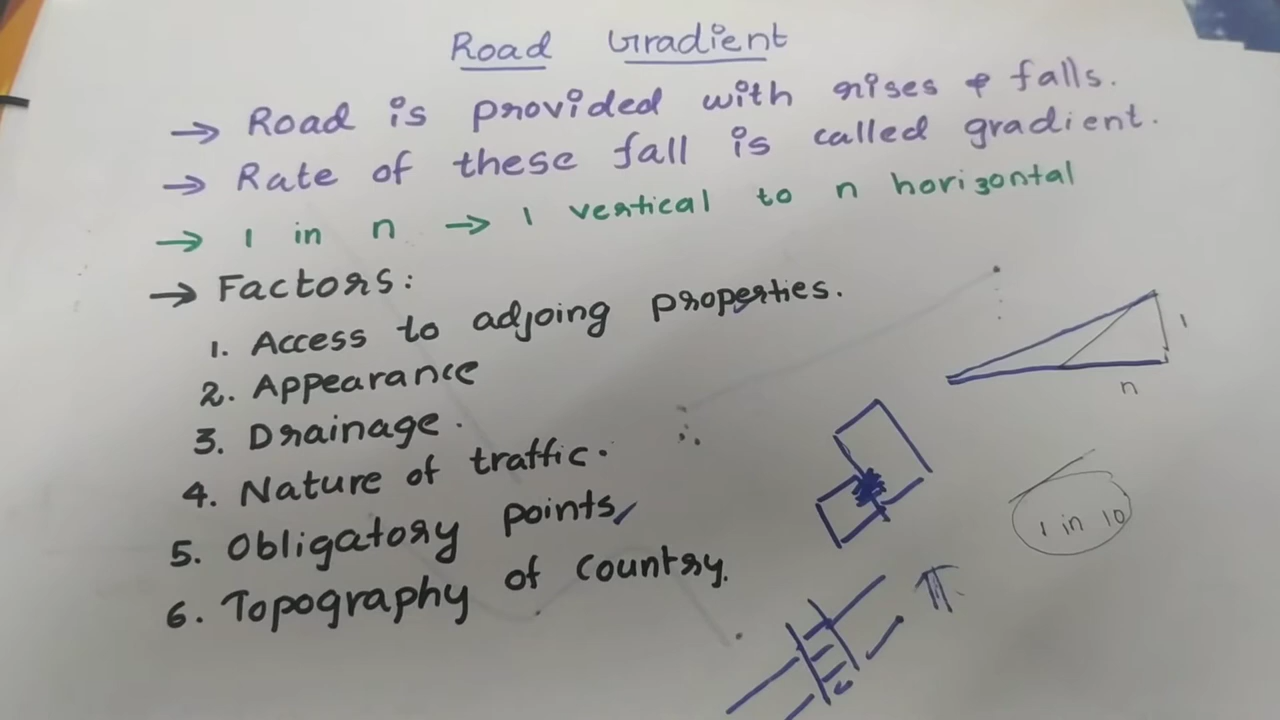 Road Gradient
→ Road is provided with rises & falls.
→ Rate of these fall is called gradient.
→ 1 in n → 1 vertical to n horizontal
→ Factors:
1. Access to adjoing properties.
2. Appearance
3. Drainage.
4. Nature of traffic.
5. Obligatory points
6. Topography of country.
1
n
1 in 10